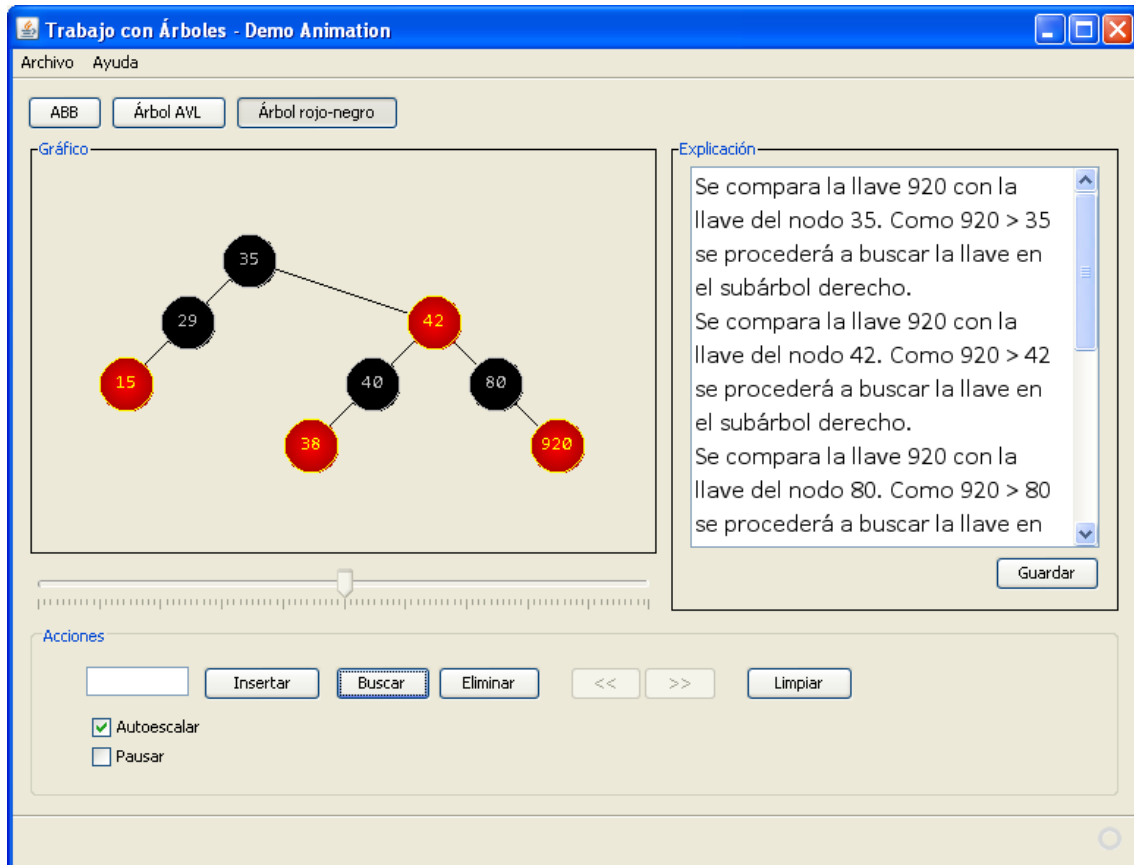 Trabajo con Árboles - Demo Animation
Archivo Ayuda
ABB Árbol AVL Árbol rojo-negro
Gráfico
35
29 42
15 40 80
38 920
Explicación
Se compara la llave 920 con la
llave del nodo 35. Como 920 > 35
se procederá a buscar la llave en
el subárbol derecho.
Se compara la llave 920 con la
llave del nodo 42. Como 920 > 42
se procederá a buscar la llave en
el subárbol derecho.
Se compara la llave 920 con la
llave del nodo 80. Como 920 > 80
se procederá a buscar la llave en
Guardar
Acciones
Insertar Buscar Eliminar << >> Limpiar
Autoescalar
Pausar